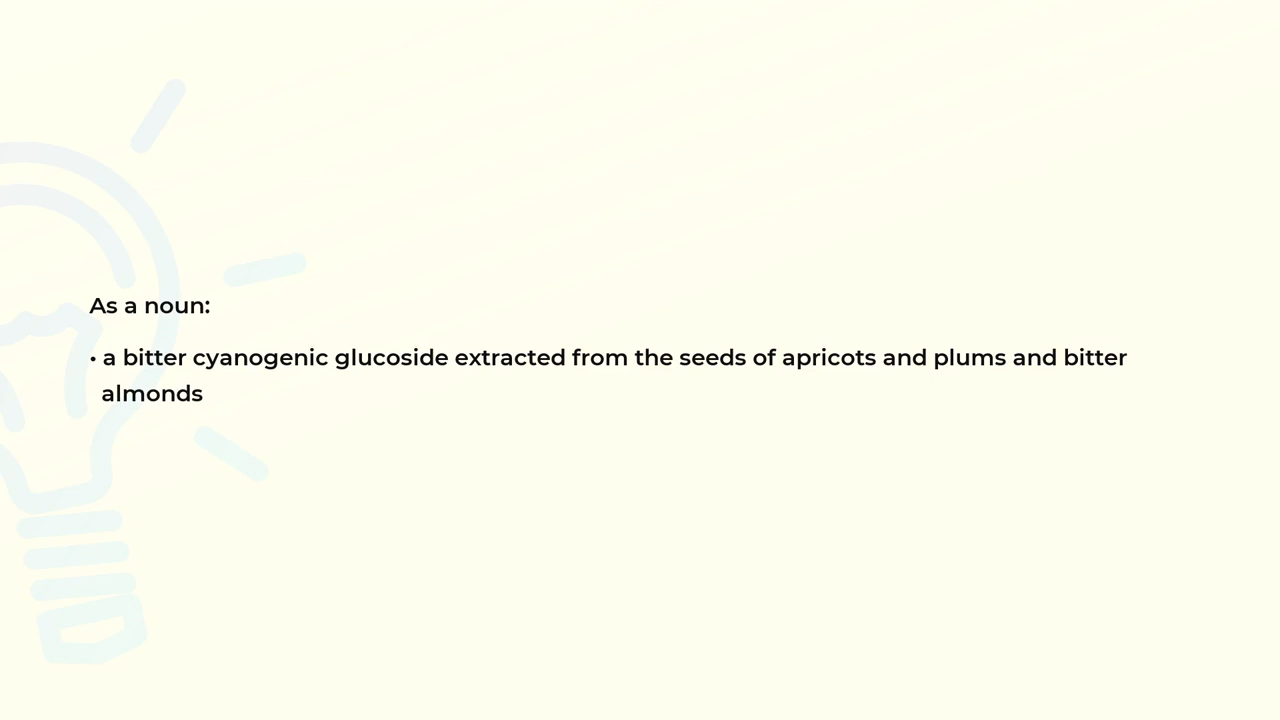 As a noun:
• a bitter cyanogenic glucoside extracted from the seeds of apricots and plums and bitter
almonds